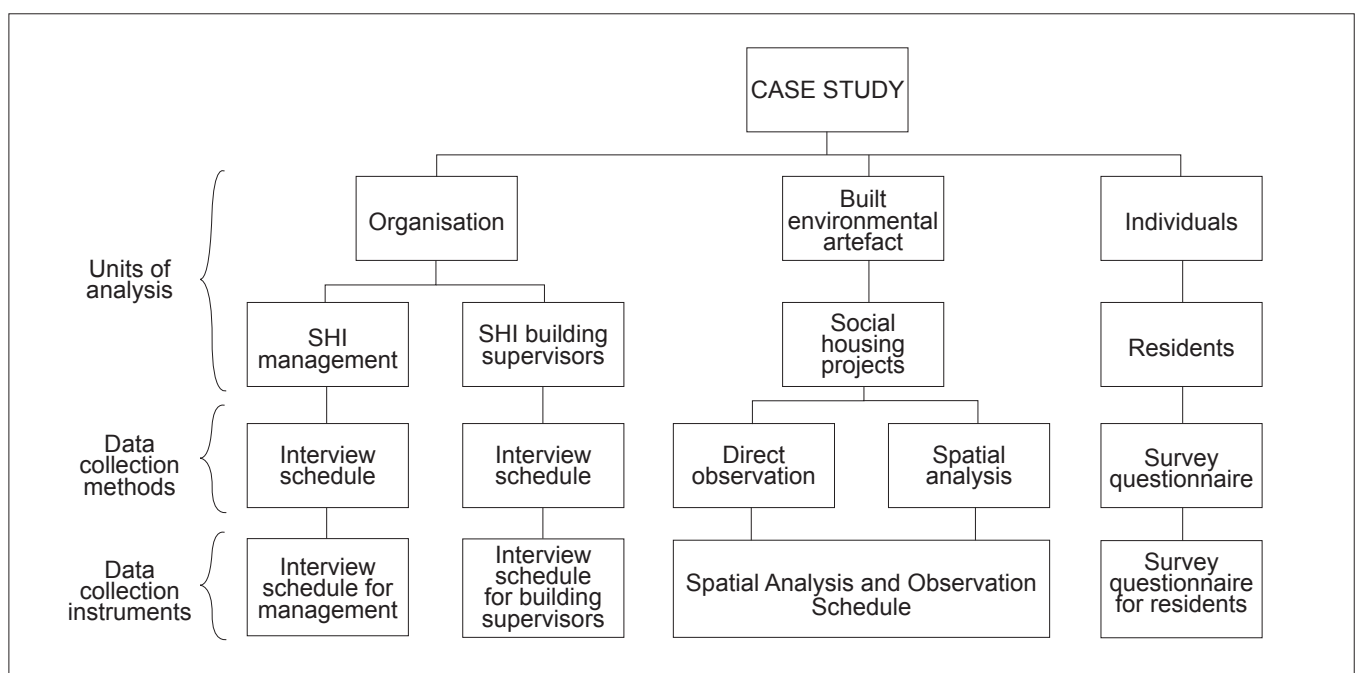 CASE STUDY
Organisation
Built
environmental
artefact
Individuals
Units of
analysis
SHI
management
SHI building
supervisors
Social
housing
projects
Residents
Data
collection
methods
Interview
schedule
Interview
schedule
Direct
observation
Spatial
analysis
Survey
questionnaire
Data
collection
instruments
Interview
schedule for
management
Interview
schedule
for building
supervisors
Spatial Analysis and Observation
Schedule
Survey
questionnaire
for residents